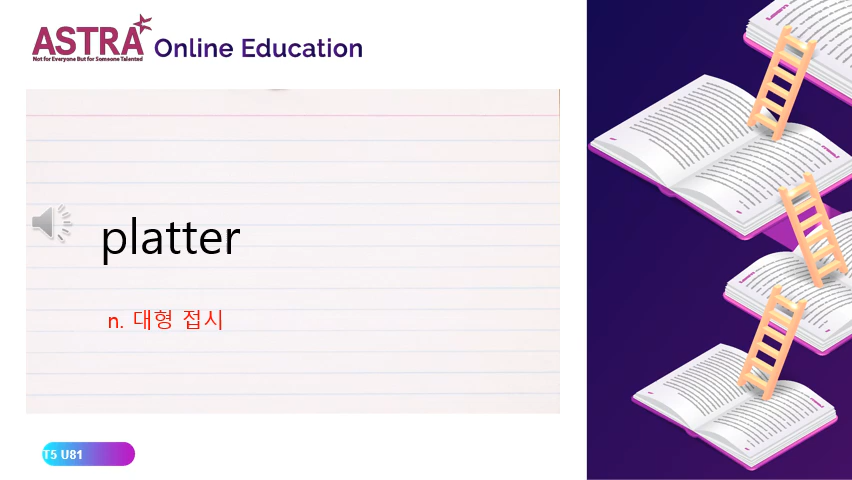 ASTRA
Not for Everyone But for Someone Talented
Online Education
platter
n. 대형 접시
T5 U81